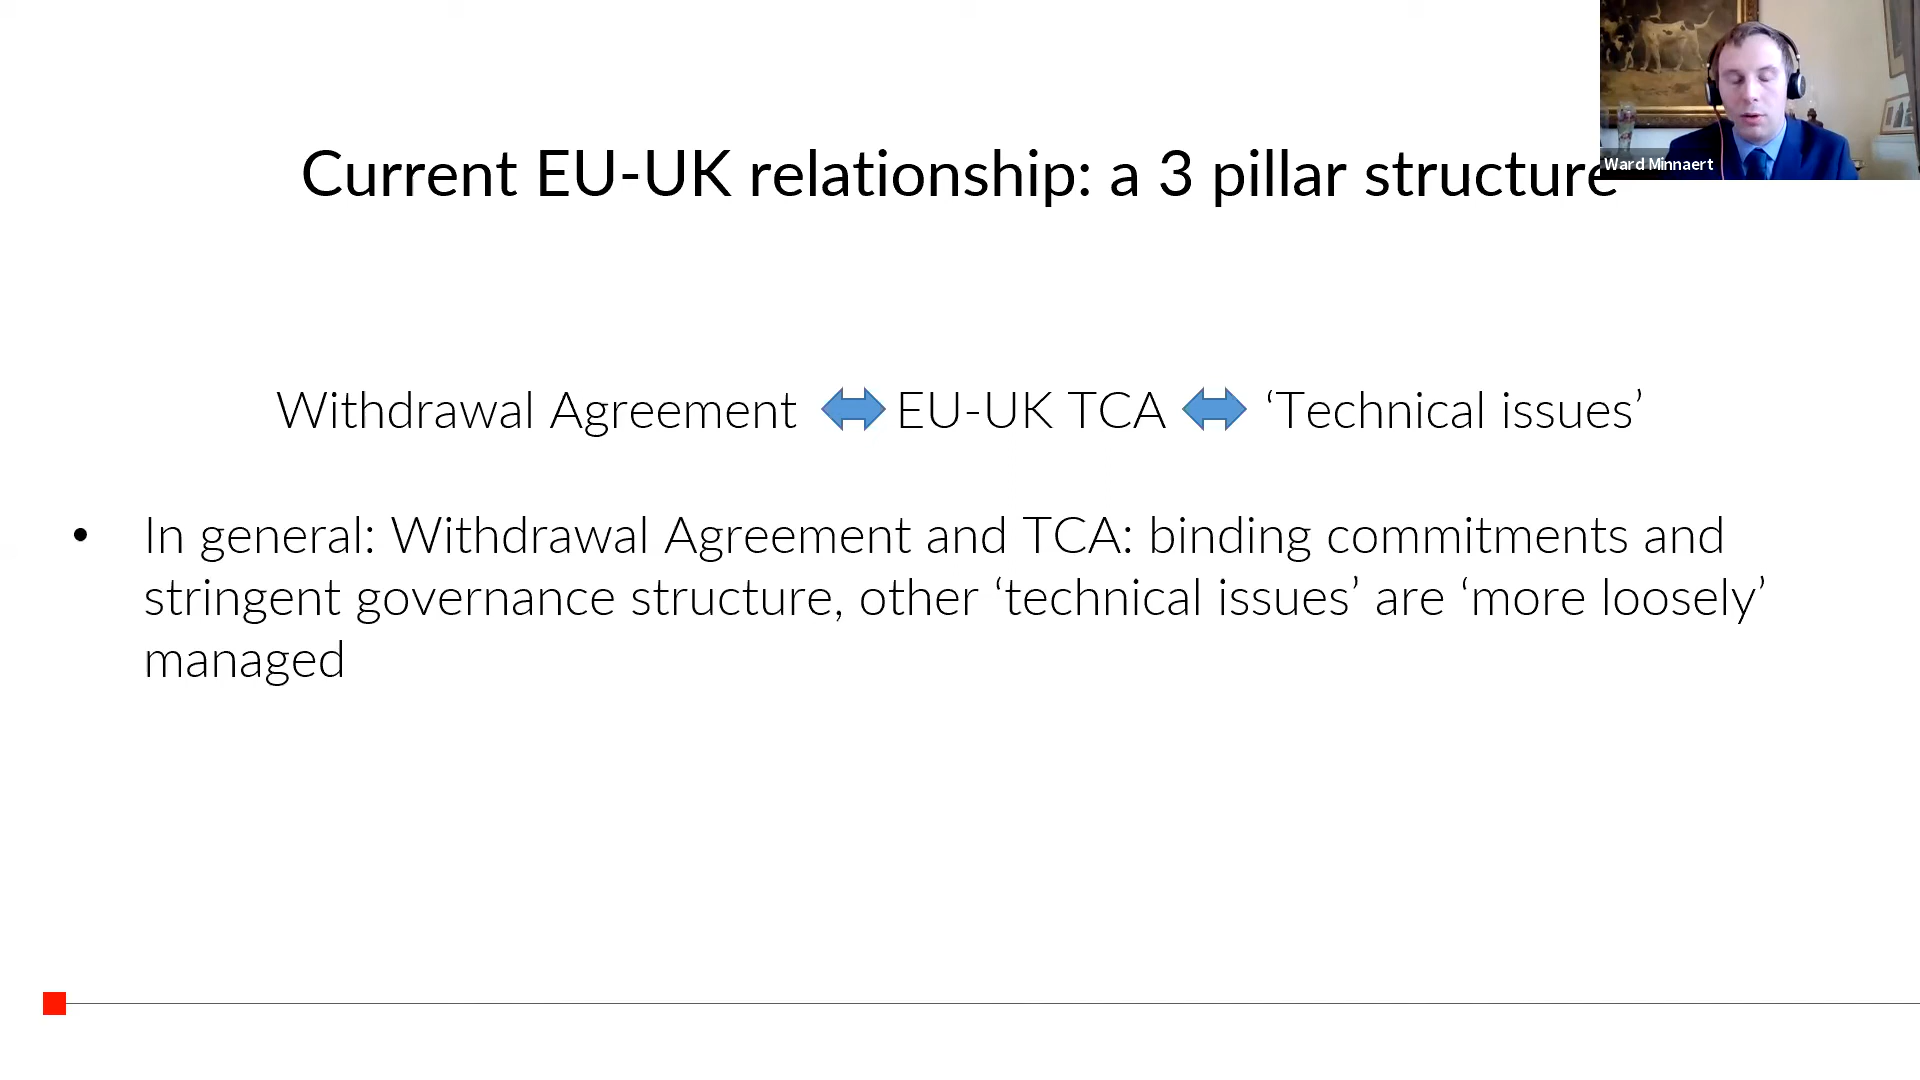 Ward Minnaert
Current EU-UK relationship: a 3 pillar structure
Withdrawal Agreement EU-UK TCA ‘Technical issues’
• In general: Withdrawal Agreement and TCA: binding commitments and
stringent governance structure, other ‘technical issues’ are ‘more loosely’
managed